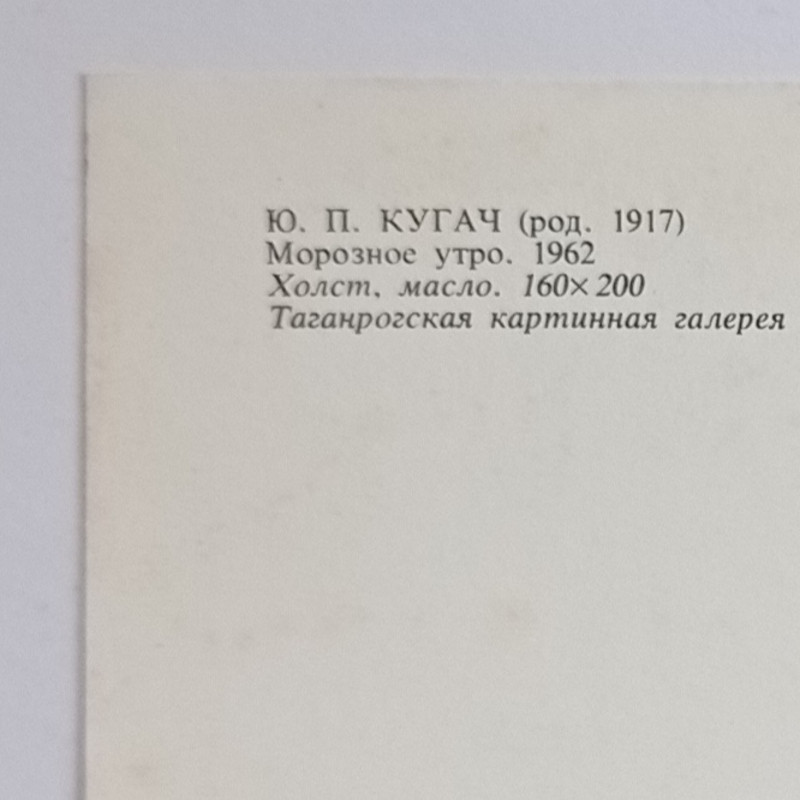 Ю. П. КУГАЧ (род. 1917)
Морозное утро. 1962
Холст, масло. 160×200
Таганрогская картинная галерея